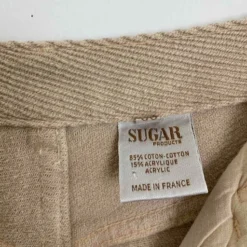 SUGAR
PRODUCTS
85% COTON-COTTON
15% ACRYLIQUE
ACRYLIC
MADE IN FRANCE